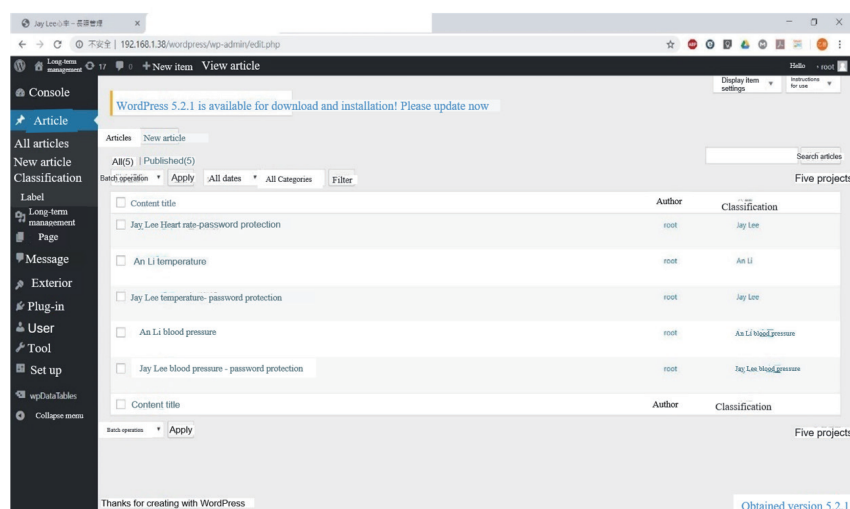 Jay Lee心率 – 長踝管理 ×
不安全 | 192.168.1.38/wordpress/wp-admin/edit.php
Long-term management 17 0 + New item View article Hello , root
Console
Article
All articles
New article
Classification
Label
Long-term
management
Page
Message
Exterior
Plug-in
User
Tool
Set up
wpDataTables
Collapse menu
Display item settings Instructions for use
WordPress 5.2.1 is available for download and installation! Please update now
Articles New article
All(5) | Published(5) Search articles
Batch operation Apply All dates All Categories Filter Five projects
Content title Author Classification
Jay Lee Heart rate-password protection root Jay Lee
An Li temperature root An Li
Jay Lee temperature- password protection root Jay Lee
An Li blood pressure root An Li blood pressure
Jay Lee blood pressure - password protection root Jay Lee blood pressure
Content title Author Classification
Batch operation Apply Five projects
Thanks for creating with WordPress Obtained version 5.2.1